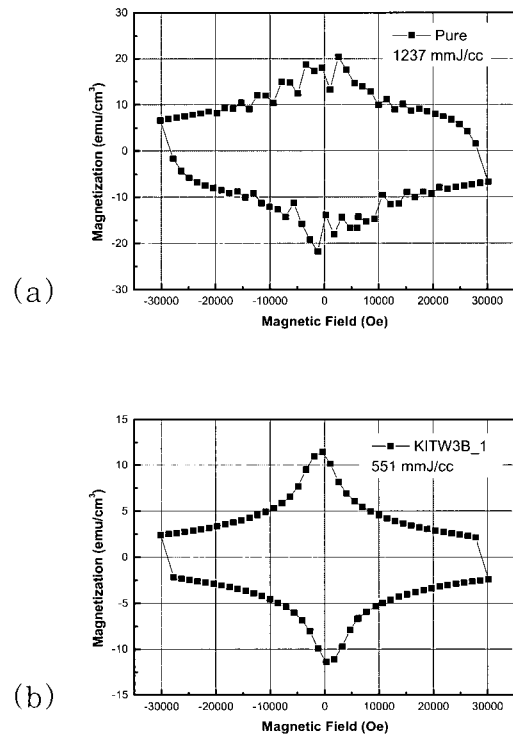 (a)
Magnetization (emu/cm³)
30
20
10
0
-10
-20
-30
Pure
1237 mmJ/cc
-30000 -20000 -10000 0 10000 20000 30000
Magnetic Field (Oe)
(b)
Magnetization (emu/cm³)
15
10
5
0
-5
-10
-15
KITW3B_1
551 mmJ/cc
-30000 -20000 -10000 0 10000 20000 30000
Magnetic Field (Oe)